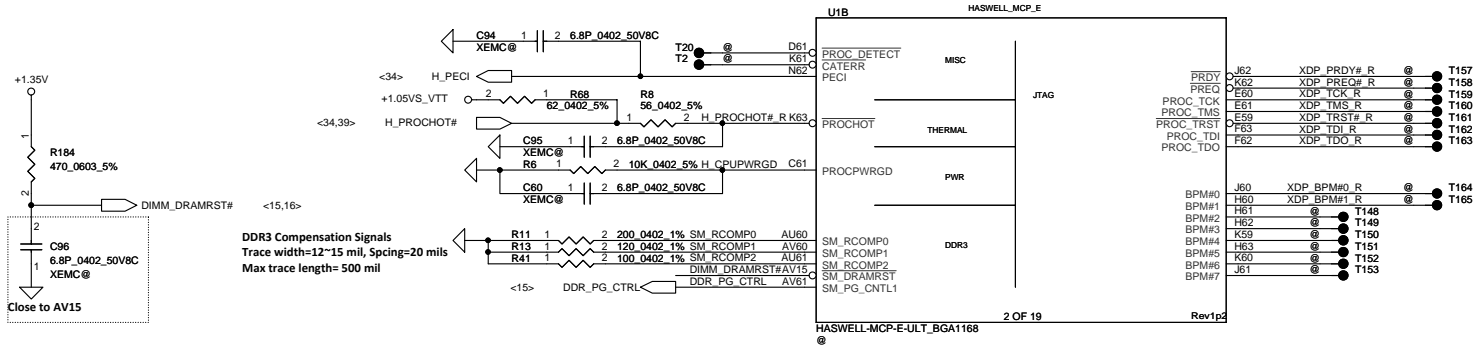 U1B
HASWELL_MCP_E
C94
1 2 6.8P_0402_50V8C
XEMC@
T20 @ D61 PROC_DETECT
T2 @ K61 CATERR
<34> H_PECI N62 PECI
MISC
+1.35V
+1.05VS_VTT 2 1 R68
62_0402_5%
R8
56_0402_5%
<34,39> H_PROCHOT# 1 2 H_PROCHOT#_R K63 PROCHOT
THERMAL
JTAG
C95 1 2 6.8P_0402_50V8C
XEMC@
R6 1 2 10K_0402_5% H_CPUPWRGD C61 PROCPWRGD
PWR
C60 1 2 6.8P_0402_50V8C
XEMC@
1
R184
470_0603_5%
2
DIMM_DRAMRST# <15,16>
2
C96
6.8P_0402_50V8C
1
XEMC@
Close to AV15
DDR3 Compensation Signals
Trace width=12~15 mil, Spcing=20 mils
Max trace length= 500 mil
R11 1 2 200_0402_1% SM_RCOMP0 AU60 SM_RCOMP0
R13 1 2 120_0402_1% SM_RCOMP1 AV60 SM_RCOMP1
R41 1 2 100_0402_1% SM_RCOMP2 AU61 SM_RCOMP2
DIMM_DRAMRST# AV15 SM_DRAMRST
<15> DDR_PG_CTRL DDR_PG_CTRL AV61 SM_PG_CNTL1
DDR3
PRDY J62 XDP_PRDY#_R @ T157
PREQ K62 XDP_PREQ#_R @ T158
PROC_TCK E60 XDP_TCK_R @ T159
PROC_TMS E61 XDP_TMS_R @ T160
PROC_TRST E59 XDP_TRST#_R @ T161
PROC_TDI F63 XDP_TDI_R @ T162
PROC_TDO F62 XDP_TDO_R @ T163
BPM#0 J60 XDP_BPM#0_R @ T164
BPM#1 H60 XDP_BPM#1_R @ T165
BPM#2 H61 @ T148
BPM#3 H62 @ T149
BPM#4 K59 @ T150
BPM#5 H63 @ T151
BPM#6 K60 @ T152
BPM#7 J61 @ T153
2 OF 19
Rev1p2
HASWELL-MCP-E-ULT_BGA1168
@